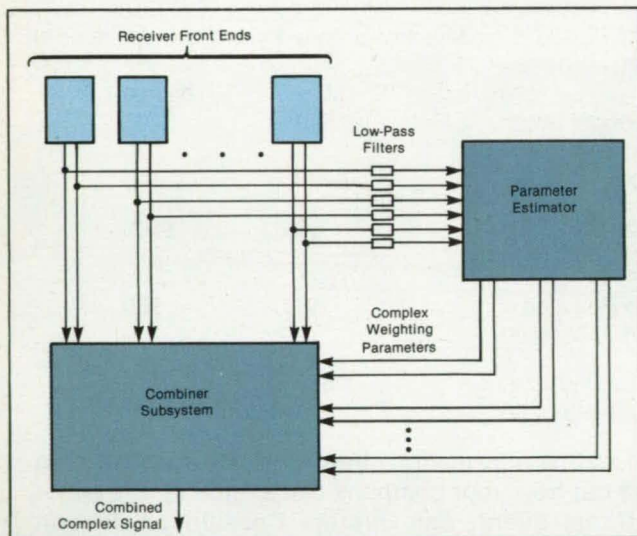 Receiver Front Ends
Low-Pass
Filters
Parameter
Estimator
Complex
Weighting
Parameters
Combiner
Subsystem
Combined
Complex Signal